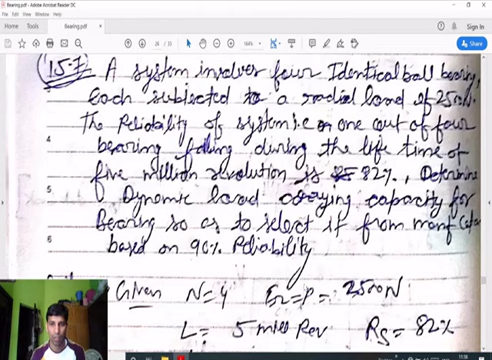 Bearing.pdf - Adobe Acrobat Reader DC
File Edit View Window Help
Home Tools Bearing.pdf
Sign In
Share
15.7 A system involves four Identical ball bearing,
Each subjected to a radial load of 2500N.
The Reliability of system i.e. one out of four
bearing failing during the life time of
five million revolution is 82%, Determine
Dynamic load carrying capacity for
Bearing so as to select it from manf
based on 90% Reliability
Given N=4 Fr=P= 2500N
L= 5 mill Rev Rs= 82%